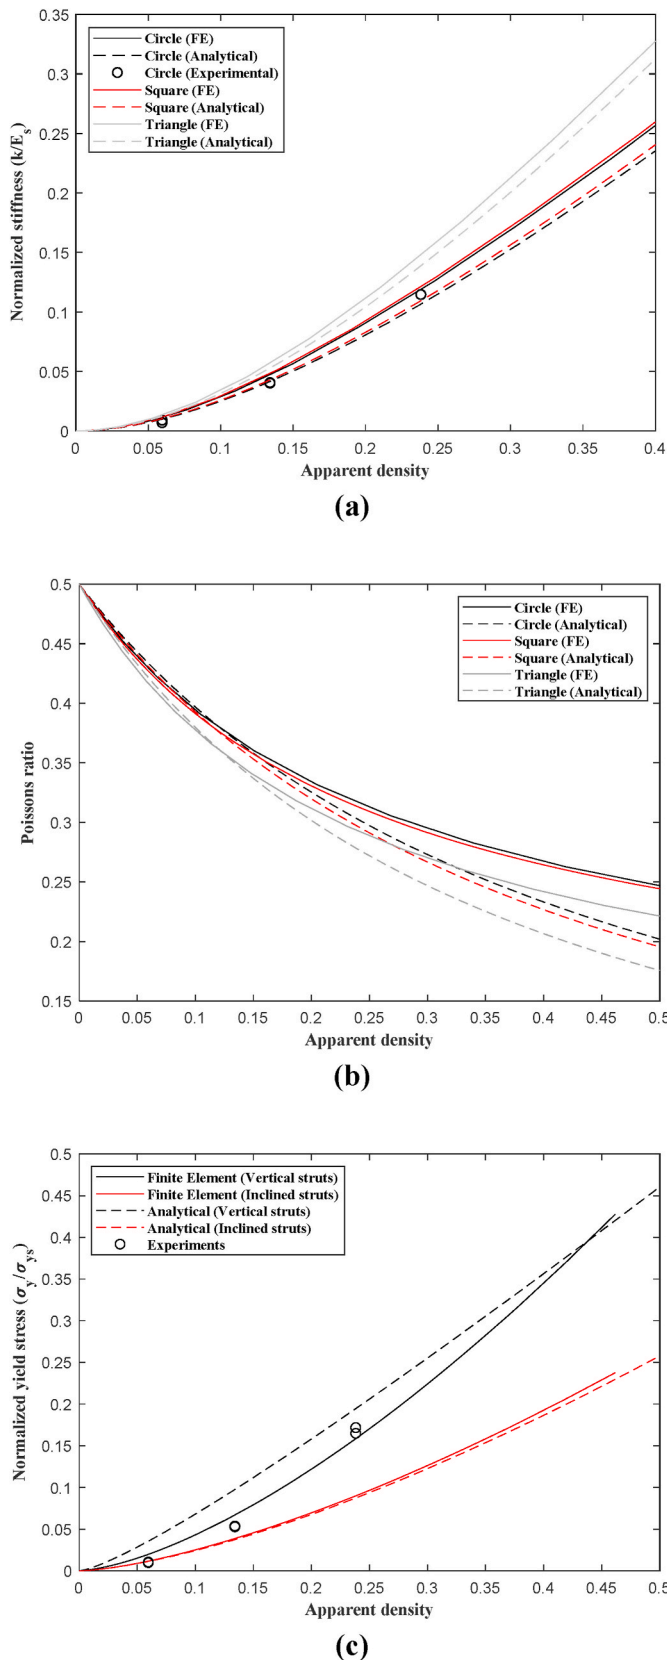 0.35
Circle (FE)
Circle (Analytical)
Circle (Experimental)
Square (FE)
Square (Analytical)
Triangle (FE)
Triangle (Analytical)
0.3
0.25
0.2
0.15
0.1
0.05
0
Normalized stiffness (k/E_s)
0 0.05 0.1 0.15 0.2 0.25 0.3 0.35 0.4
Apparent density
(a)
0.5
Circle (FE)
Circle (Analytical)
Square (FE)
Square (Analytical)
Triangle (FE)
Triangle (Analytical)
0.45
0.4
0.35
0.3
0.25
0.2
0.15
Poissons ratio
0 0.05 0.1 0.15 0.2 0.25 0.3 0.35 0.4 0.45 0.5
Apparent density
(b)
0.5
Finite Element (Vertical struts)
Finite Element (Inclined struts)
Analytical (Vertical struts)
Analytical (Inclined struts)
Experiments
0.45
0.4
0.35
0.3
0.25
0.2
0.15
0.1
0.05
0
Normalized yield stress (σ_y/σ_ys)
0 0.05 0.1 0.15 0.2 0.25 0.3 0.35 0.4 0.45 0.5
Apparent density
(c)